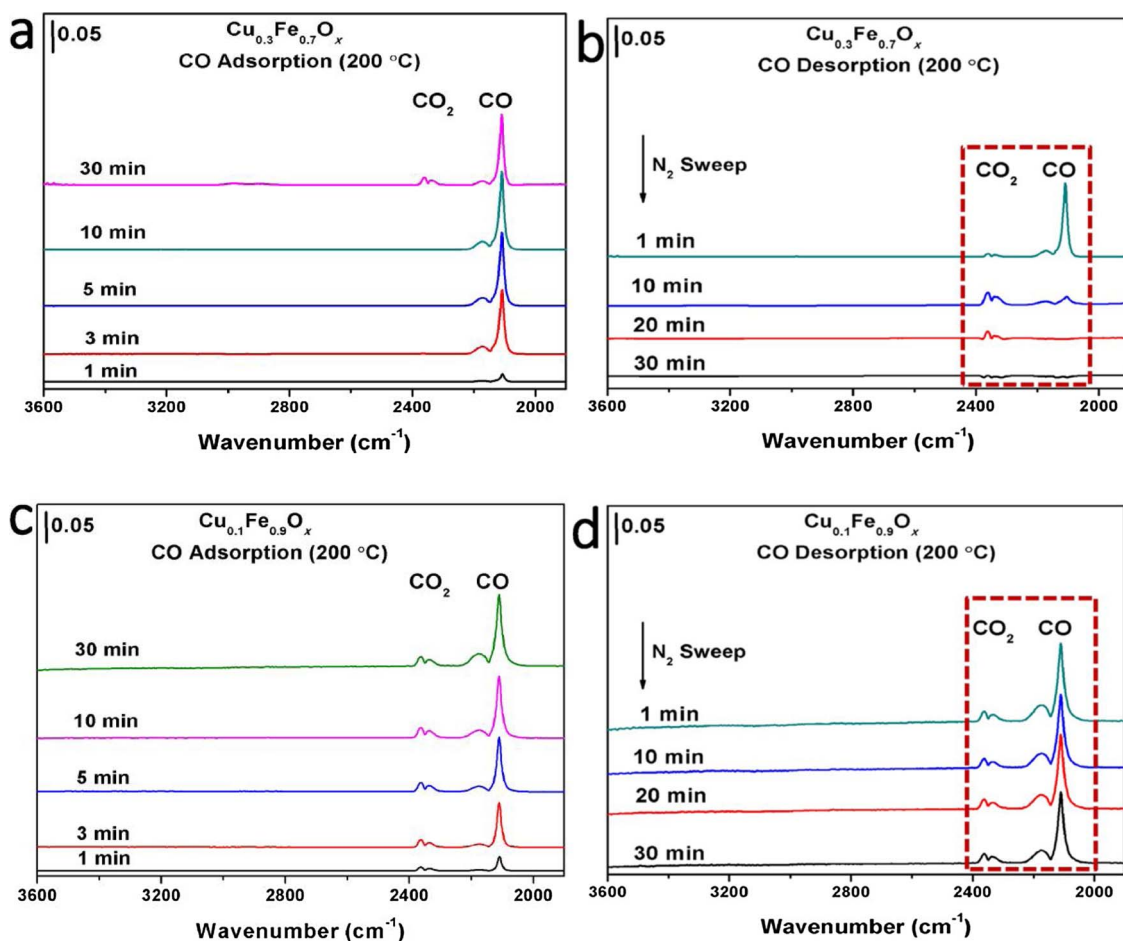 a
0.05
Cu0.3Fe0.7Ox
CO Adsorption (200 °C)
CO2 CO
30 min
10 min
5 min
3 min
1 min
3600 3200 2800 2400 2000
Wavenumber (cm-1)
b
0.05
Cu0.3Fe0.7Ox
CO Desorption (200 °C)
N2 Sweep
CO2 CO
1 min
10 min
20 min
30 min
3600 3200 2800 2400 2000
Wavenumber (cm-1)
c
0.05
Cu0.1Fe0.9Ox
CO Adsorption (200 °C)
CO2 CO
30 min
10 min
5 min
3 min
1 min
3600 3200 2800 2400 2000
Wavenumber (cm-1)
d
0.05
Cu0.1Fe0.9Ox
CO Desorption (200 °C)
CO2 CO
N2 Sweep
1 min
10 min
20 min
30 min
3600 3200 2800 2400 2000
Wavenumber (cm-1)